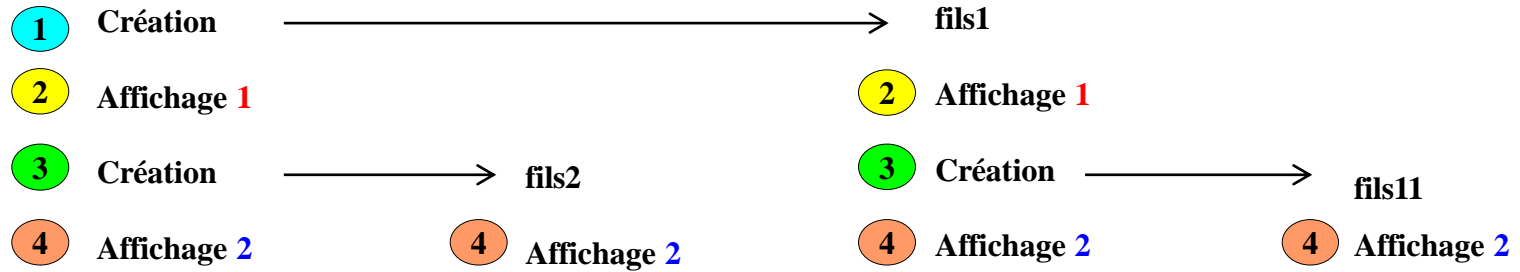 1 Création fils1
2 Affichage 1 2 Affichage 1
3 Création fils2 3 Création fils11
4 Affichage 2 4 Affichage 2 4 Affichage 2 4 Affichage 2